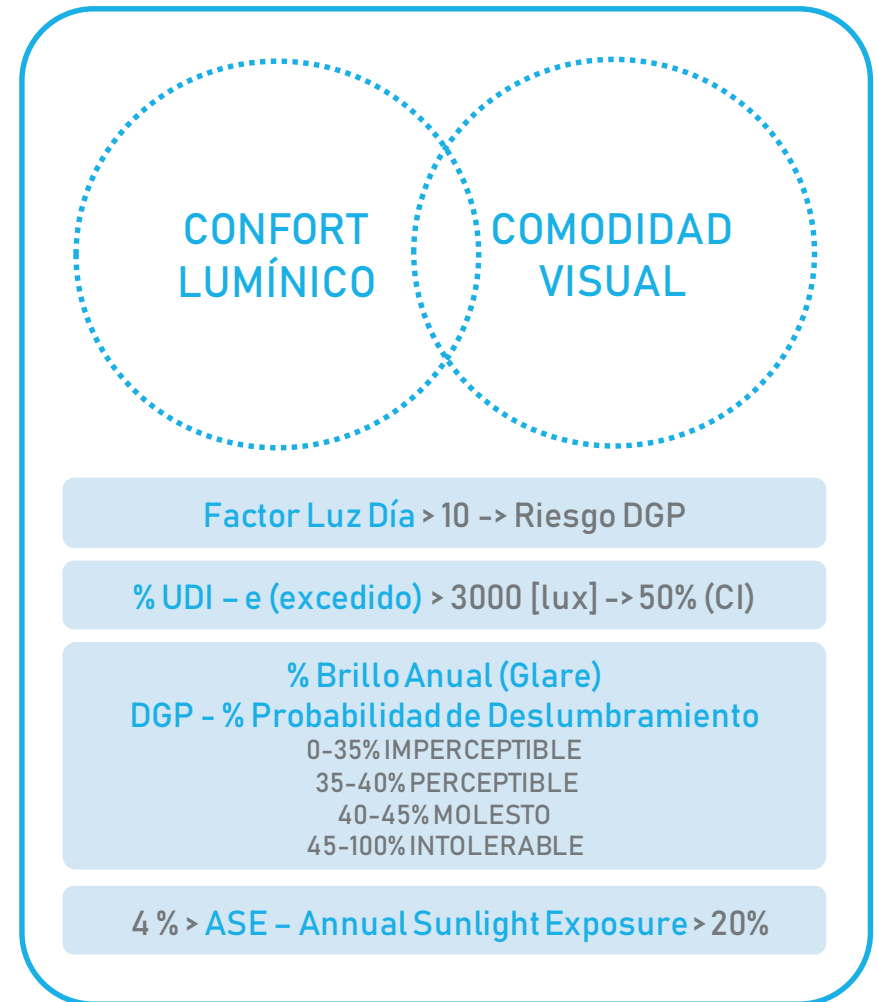 CONFORT
LUMÍNICO
COMODIDAD
VISUAL
Factor Luz Día > 10 -> Riesgo DGP
% UDI – e (excedido) > 3000 [lux] -> 50% (CI)
% Brillo Anual (Glare)
DGP - % Probabilidad de Deslumbramiento
0-35% IMPERCEPTIBLE
35-40% PERCEPTIBLE
40-45% MOLESTO
45-100% INTOLERABLE
4 % > ASE – Annual Sunlight Exposure > 20%